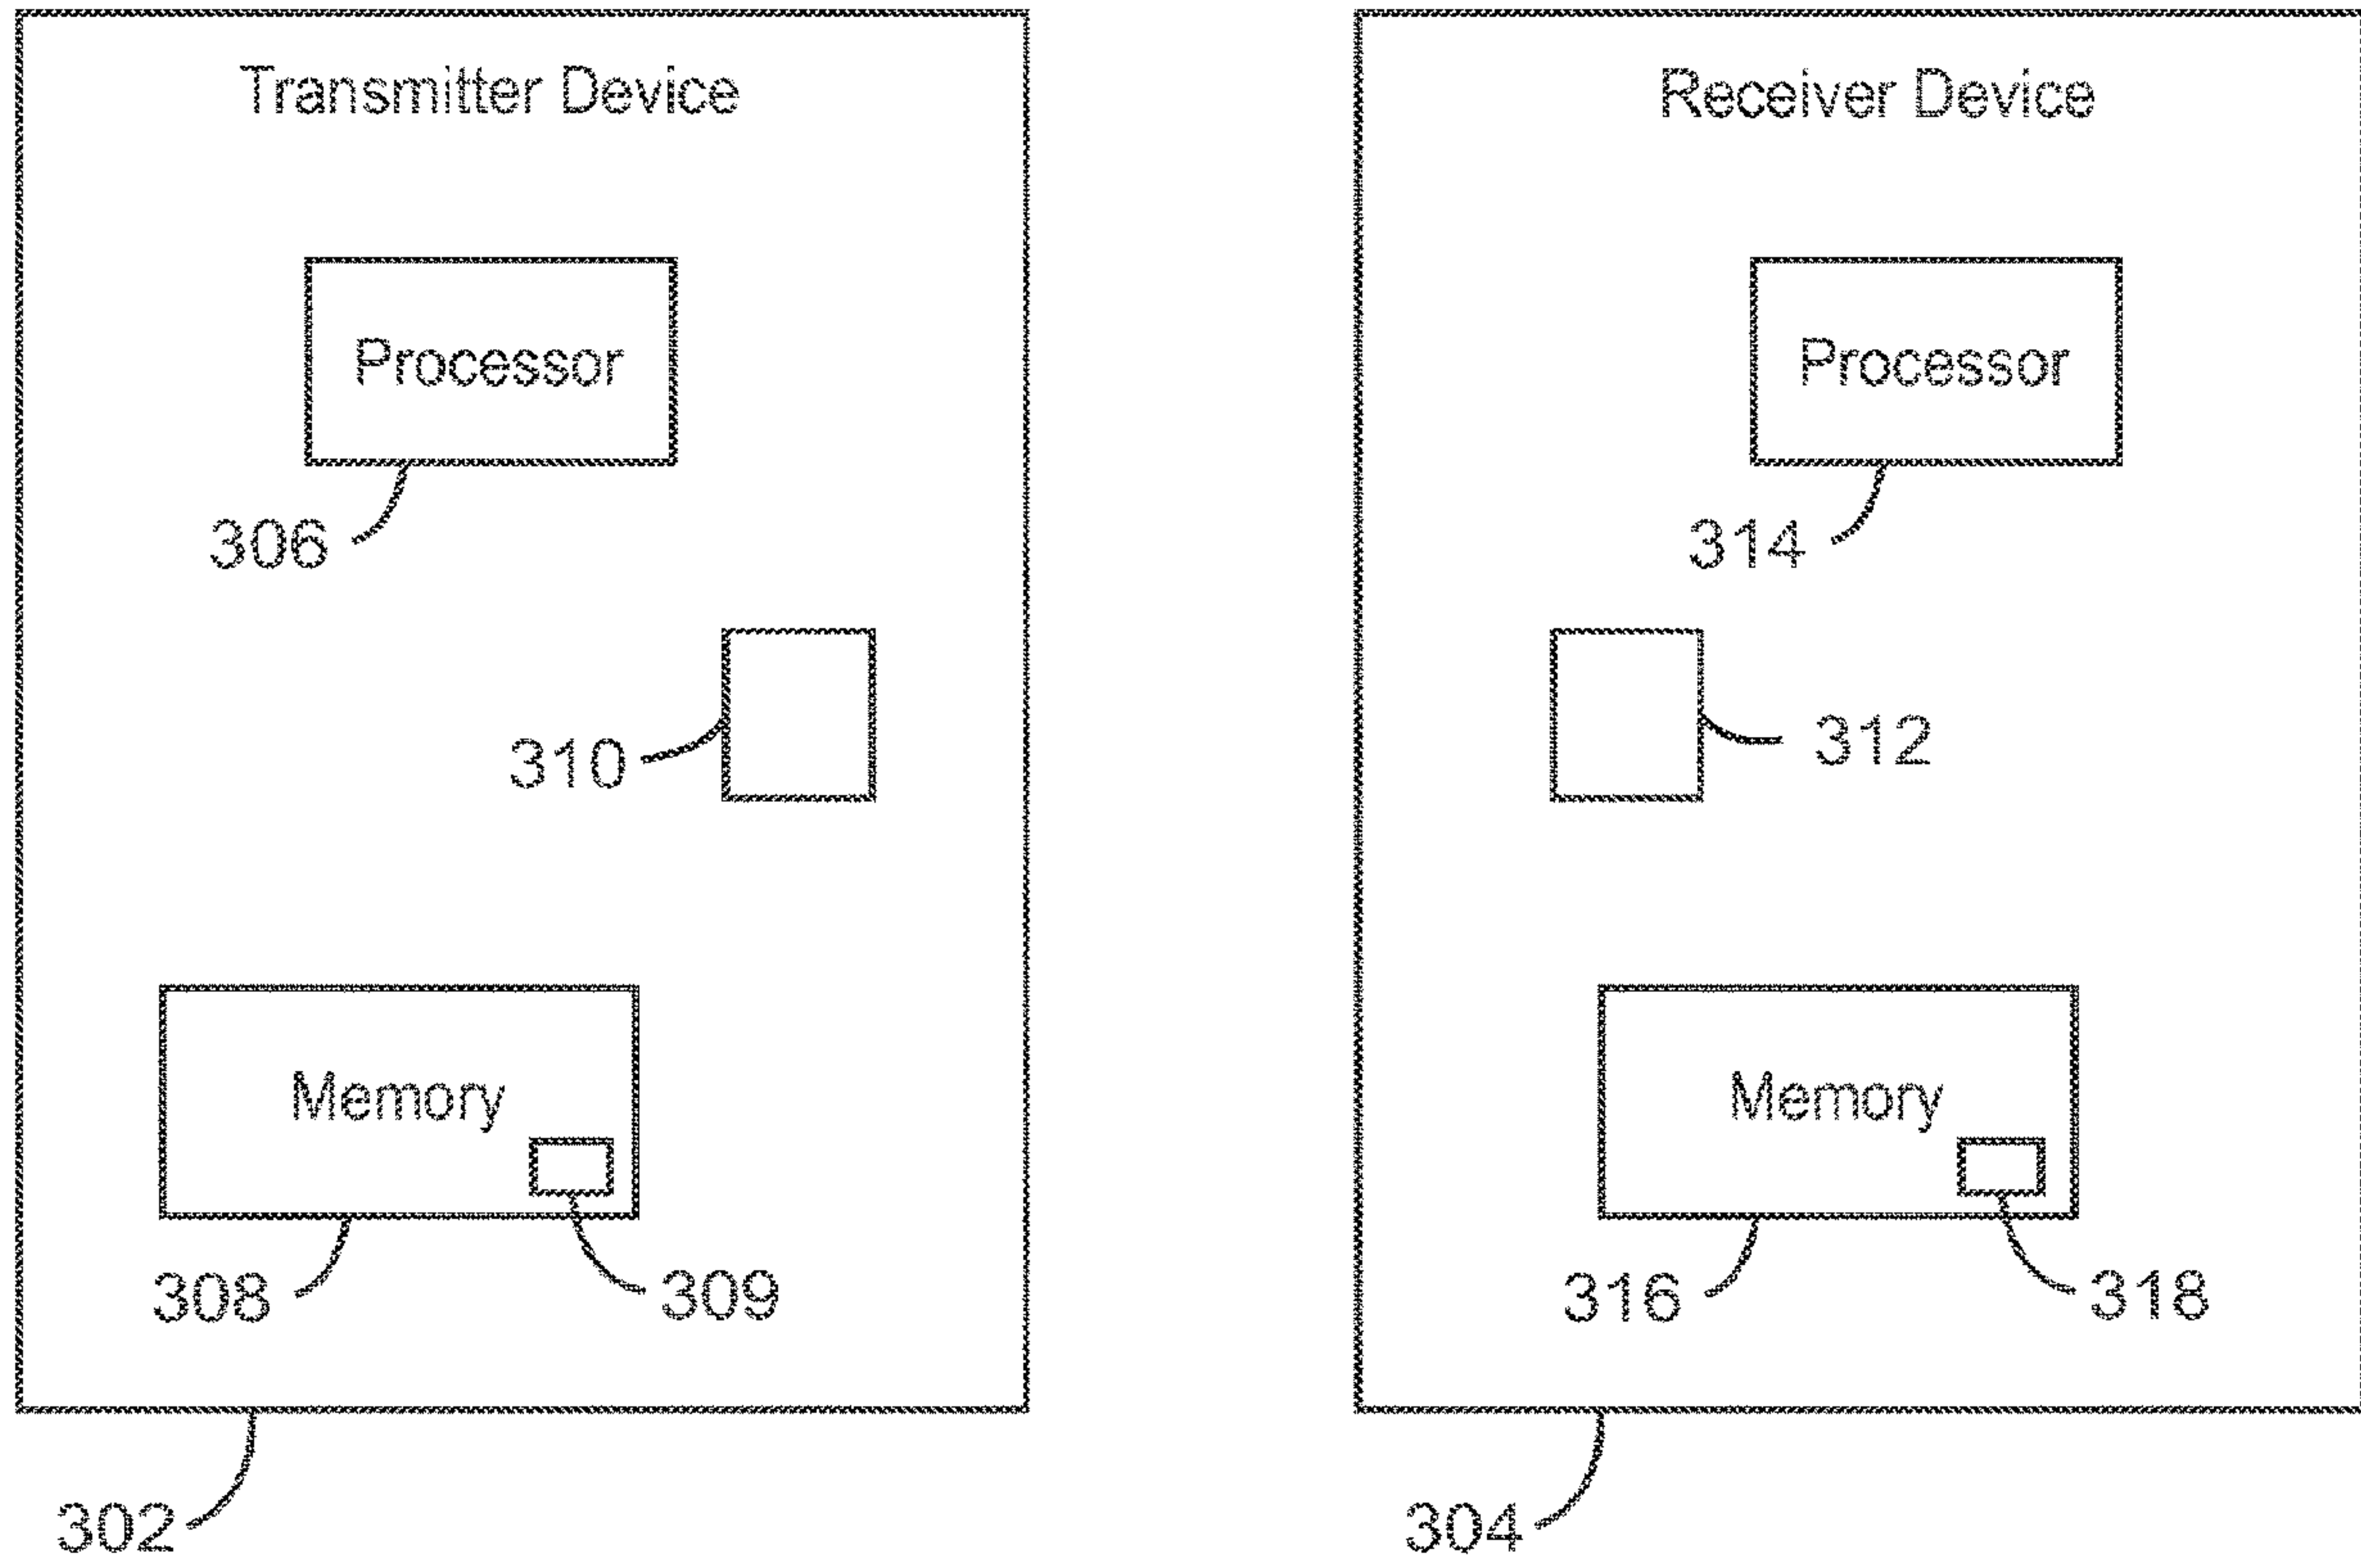 Transmitter Device
Processor
306
310
Memory
308
309
302
Receiver Device
Processor
314
312
Memory
316
318
304